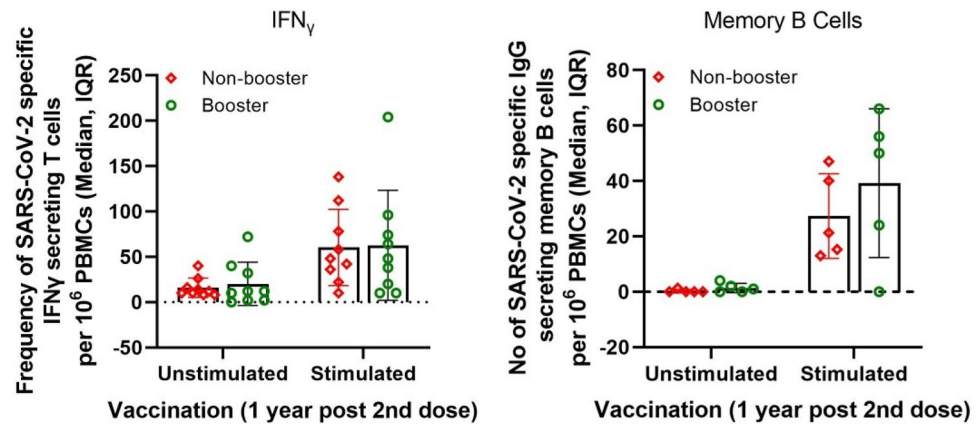 IFNγ
Frequency of SARS-CoV-2 specific
IFNγ secreting T cells
per 10⁶ PBMCs (Median, IQR)
250
200
150
100
50
0
-50
Non-booster
Booster
Unstimulated Stimulated
Vaccination (1 year post 2nd dose)
Memory B Cells
No of SARS-CoV-2 specific IgG
secreting memory B cells
per 10⁶ PBMCs (Median, IQR)
80
60
40
20
0
-20
Non-booster
Booster
Unstimulated Stimulated
Vaccination (1 year post 2nd dose)